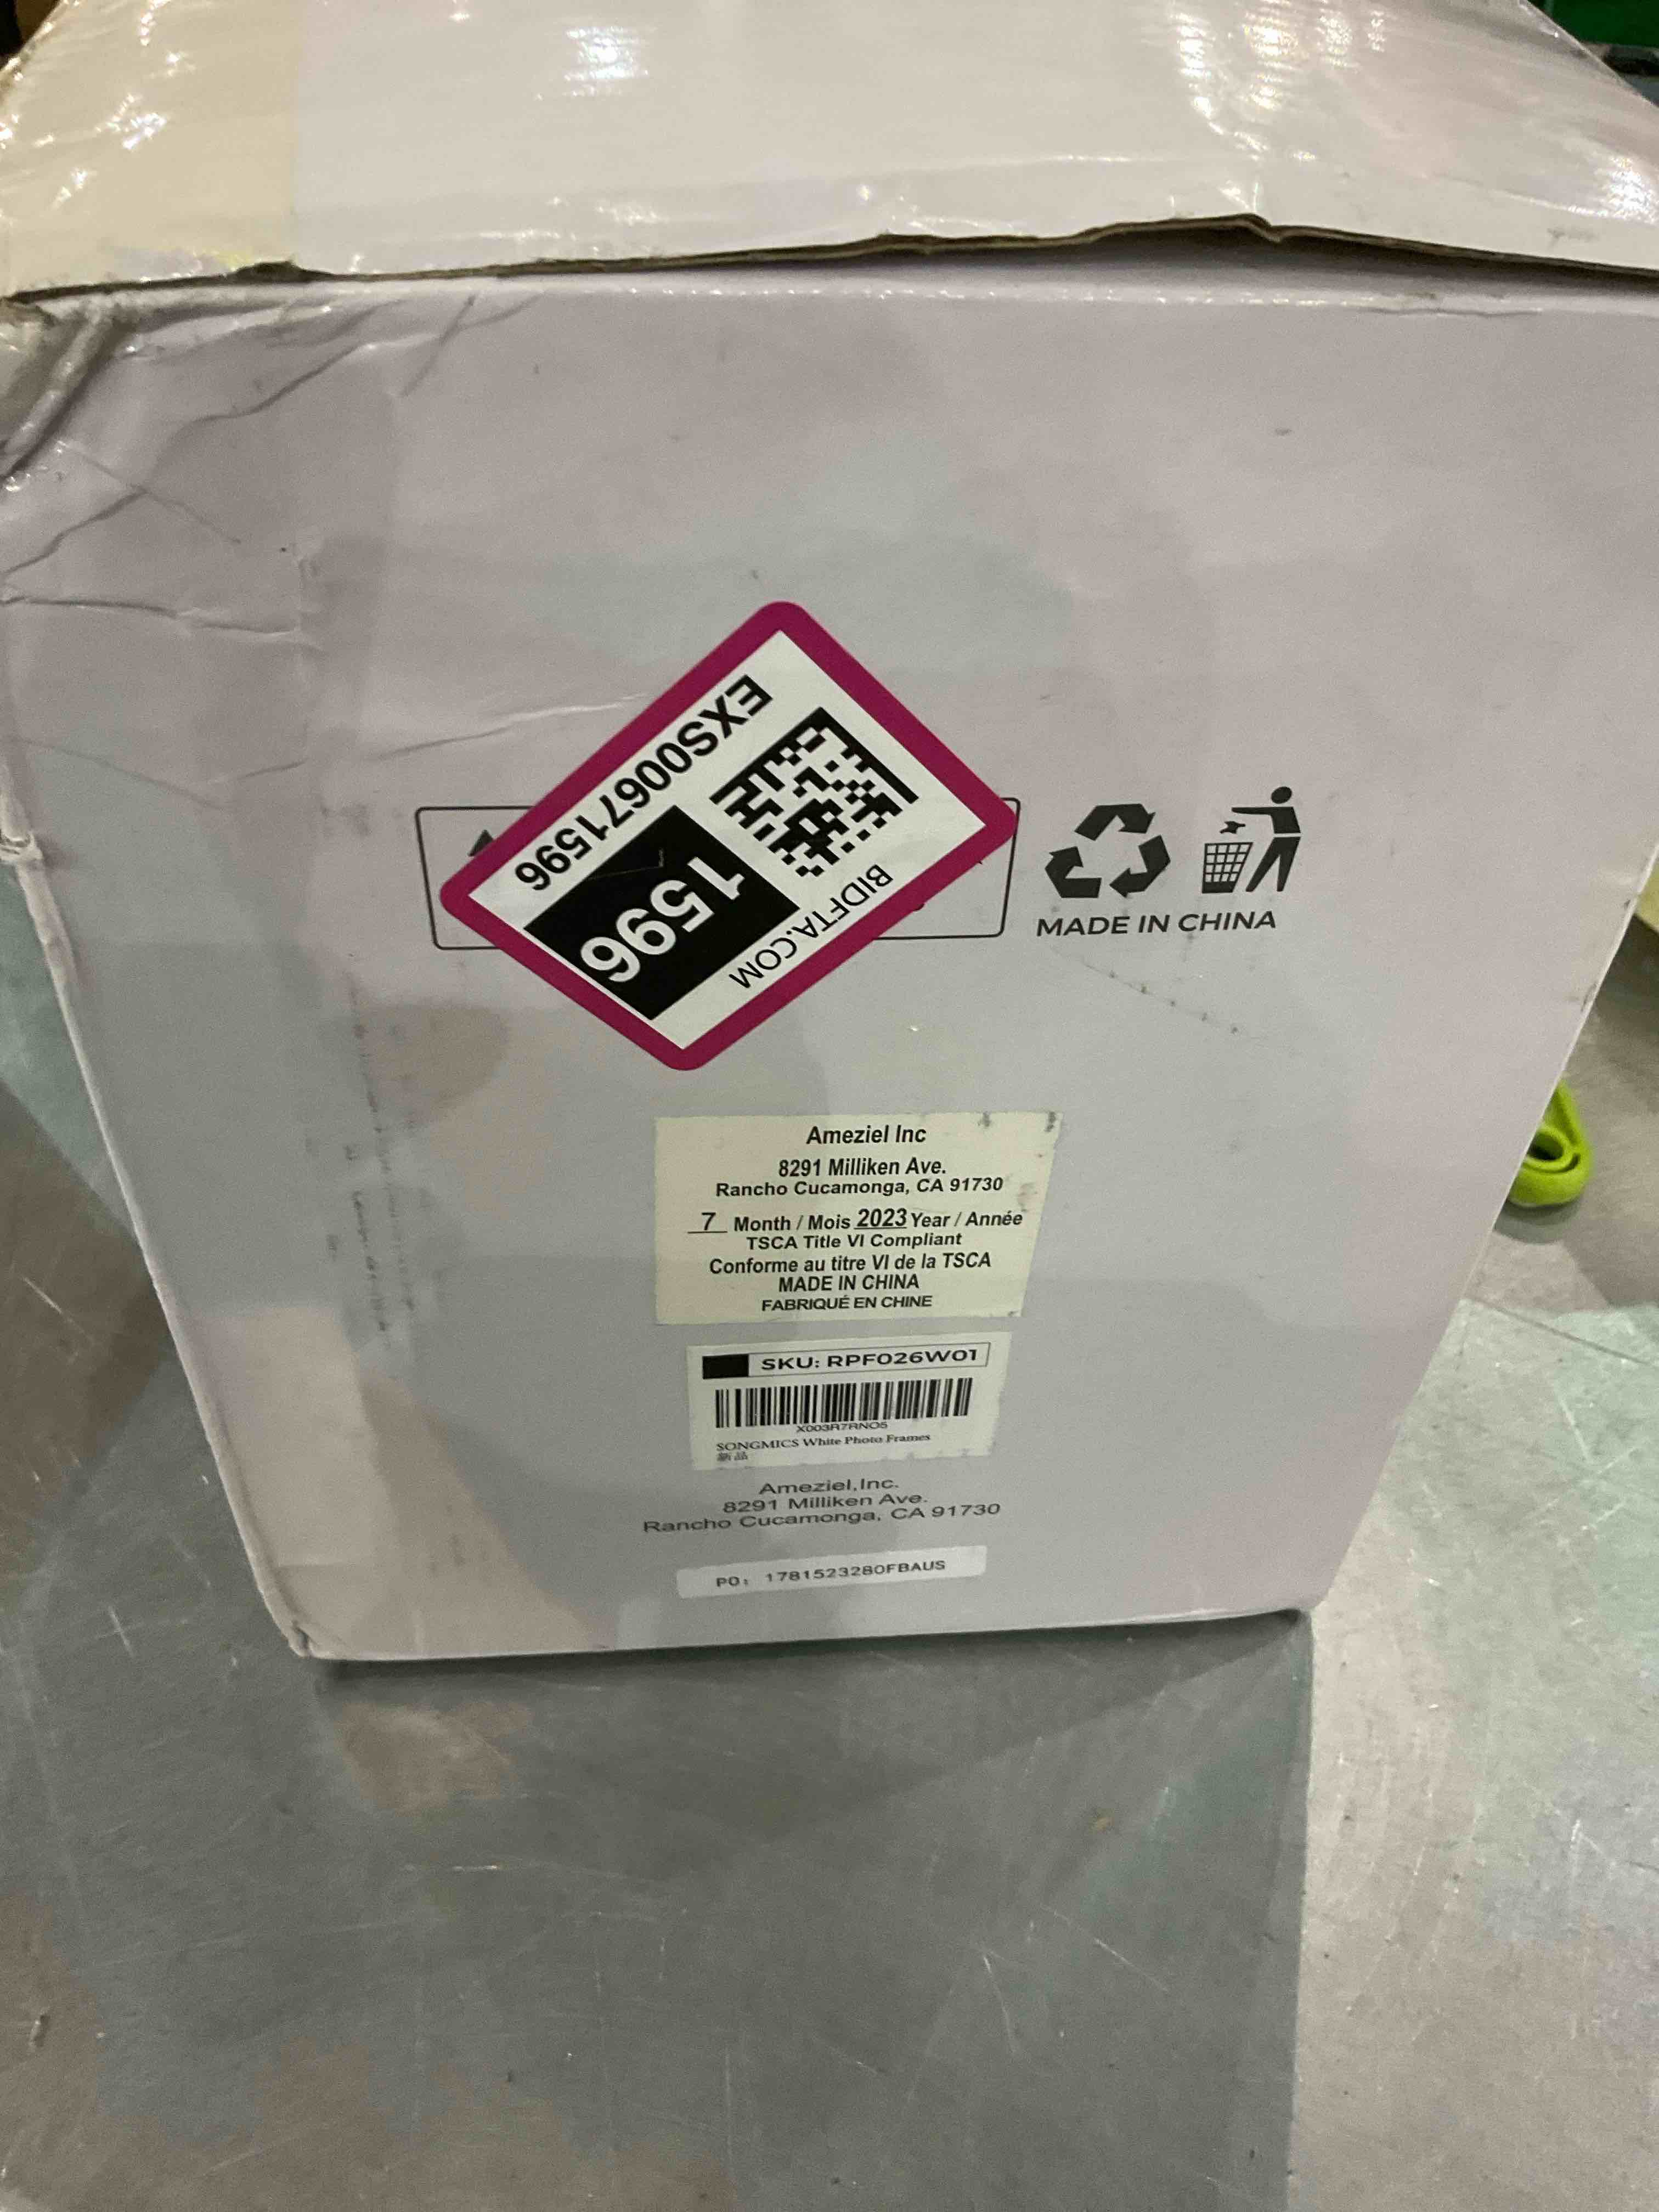 EXS00671596
1596
BIDFTA.COM
MADE IN CHINA
Ameziel Inc
8291 Milliken Ave.
Rancho Cucamonga, CA 91730
7 Month / Mois 2023 Year / Année
TSCA Title VI Compliant
Conforme au titre VI de la TSCA
MADE IN CHINA
FABRIQUÉ EN CHINE
SKU: RPF026W01
X003R7RNO5
SONGMICS White Photo Frames
新品
Ameziel, Inc.
8291 Milliken Ave.
Rancho Cucamonga, CA 91730
PO: 1781523280FBAUS